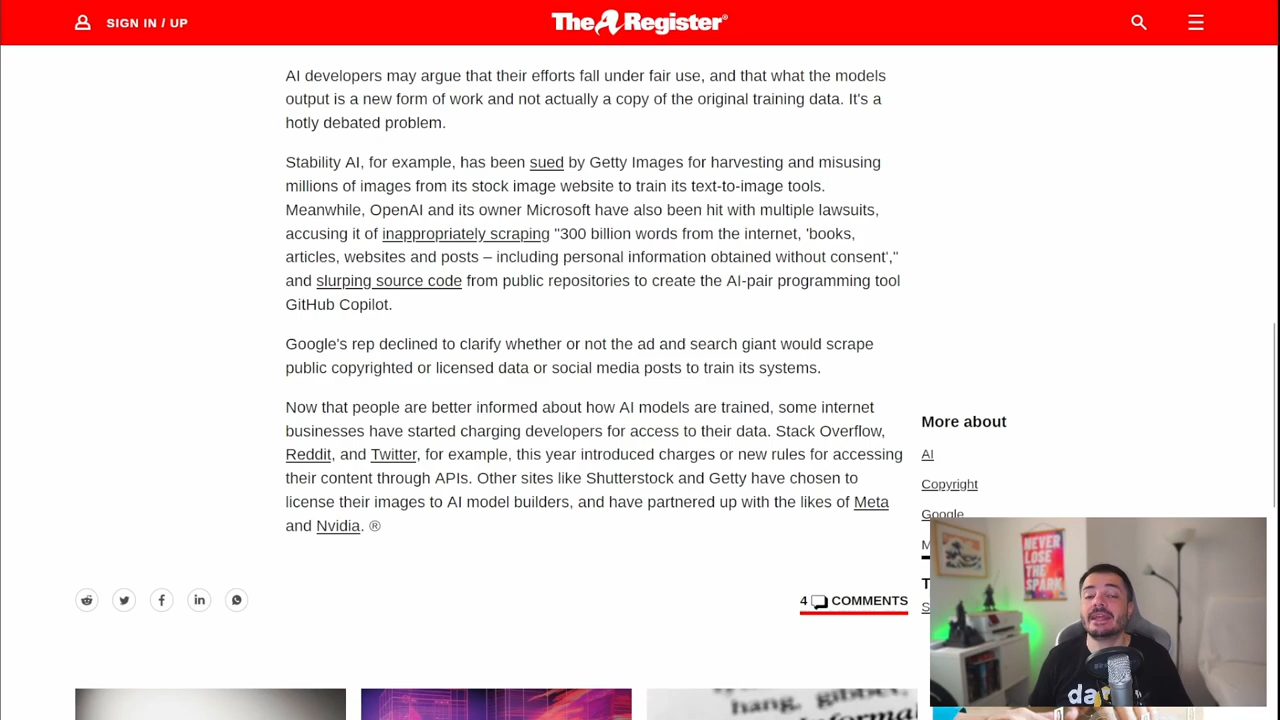 SIGN IN / UP
The Register®
AI developers may argue that their efforts fall under fair use, and that what the models
output is a new form of work and not actually a copy of the original training data. It's a
hotly debated problem.
Stability AI, for example, has been sued by Getty Images for harvesting and misusing
millions of images from its stock image website to train its text-to-image tools.
Meanwhile, OpenAI and its owner Microsoft have also been hit with multiple lawsuits,
accusing it of inappropriately scraping "300 billion words from the internet, 'books,
articles, websites and posts – including personal information obtained without consent',"
and slurping source code from public repositories to create the AI-pair programming tool
GitHub Copilot.
Google's rep declined to clarify whether or not the ad and search giant would scrape
public copyrighted or licensed data or social media posts to train its systems.
Now that people are better informed about how AI models are trained, some internet
businesses have started charging developers for access to their data. Stack Overflow,
Reddit, and Twitter, for example, this year introduced charges or new rules for accessing
their content through APIs. Other sites like Shutterstock and Getty have chosen to
license their images to AI model builders, and have partnered up with the likes of Meta
and Nvidia. ®
More about
AI
Copyright
Google
4 COMMENTS
NEVER
LOSE
THE
SPARK
hang,